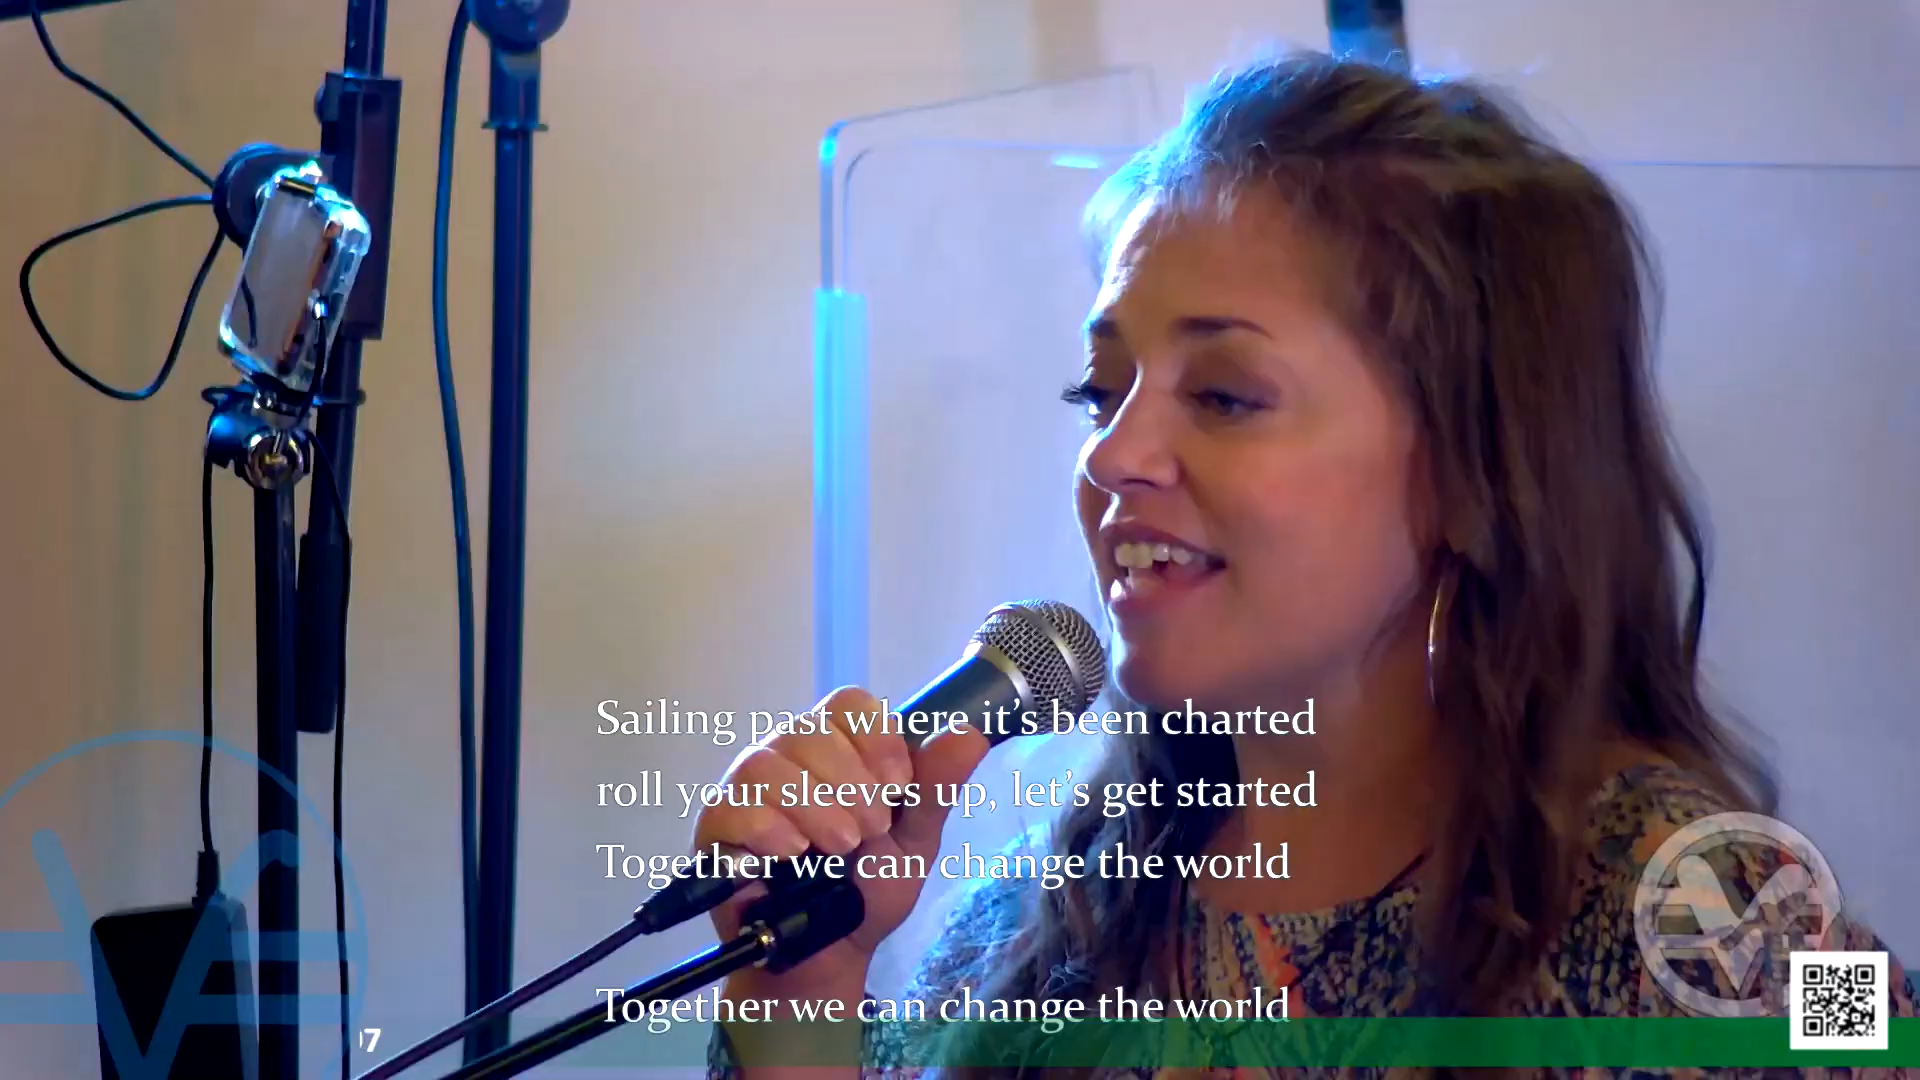 Sailing past where it's been charted
roll your sleeves up, let's get started
Together we can change the world
Together we can change the world